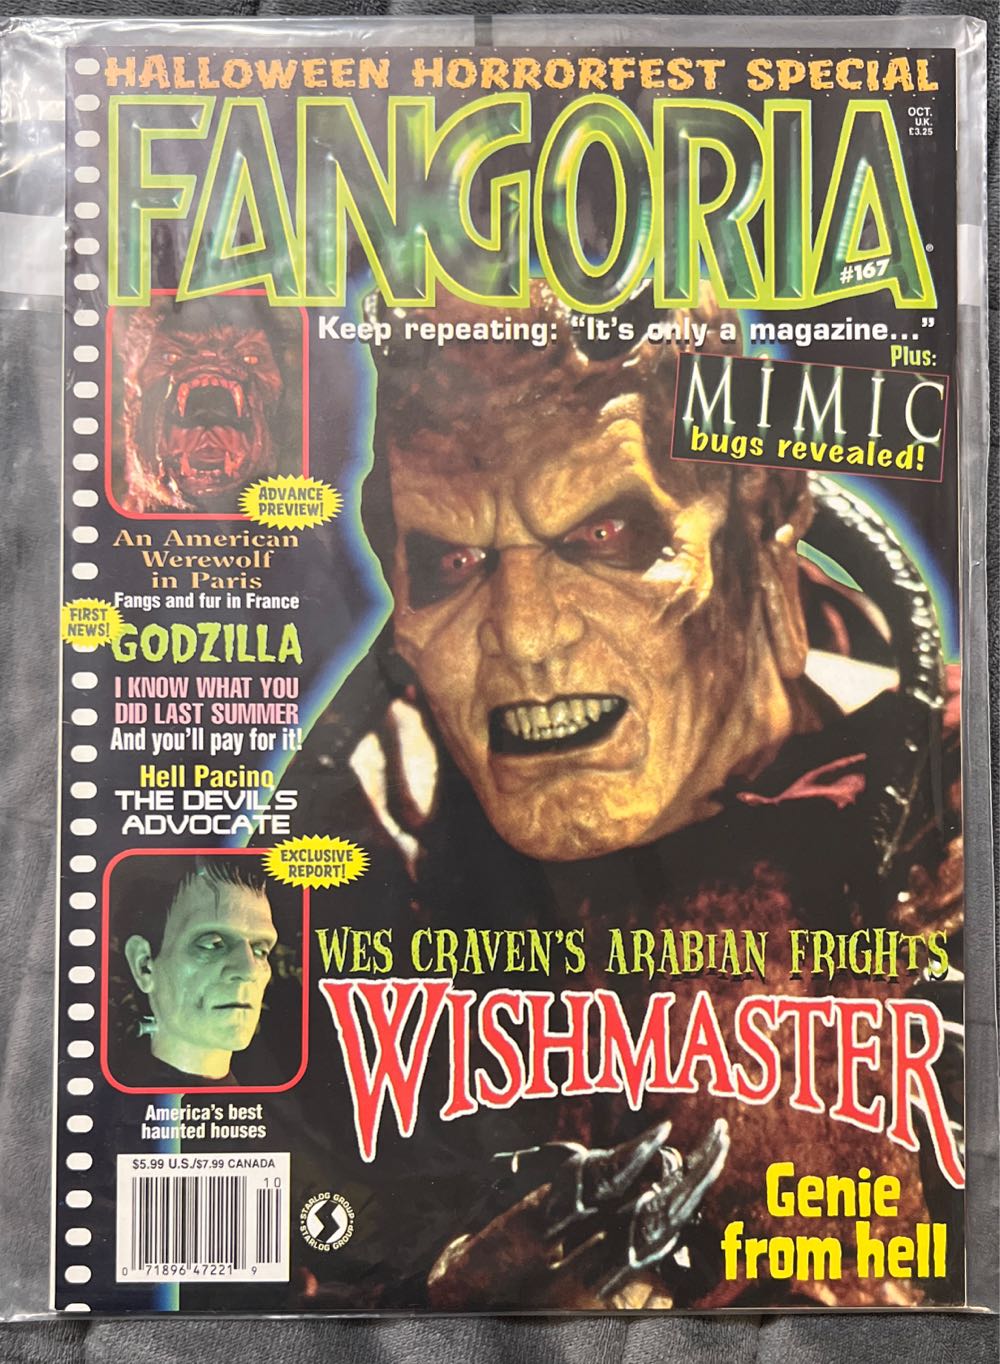 HALLOWEEN HORRORFEST SPECIAL
FANGORIA
OCT.
U.K.
£3.25
#167
Keep repeating: “It's only a magazine...”
Plus:
MIMIC
bugs revealed!
ADVANCE
PREVIEW!
An American
Werewolf
in Paris
Fangs and fur in France
FIRST
NEWS!
GODZILLA
I KNOW WHAT YOU
DID LAST SUMMER
And you'll pay for it!
Hell Pacino
THE DEVIL'S
ADVOCATE
EXCLUSIVE
REPORT!
WES CRAVEN'S ARABIAN FRIGHTS
WISHMASTER
America's best
haunted houses
Genie
from hell
$5.99 U.S./$7.99 CANADA
10
0 71896 47221 9
STARLOG GROUP
STARLOG GROUP